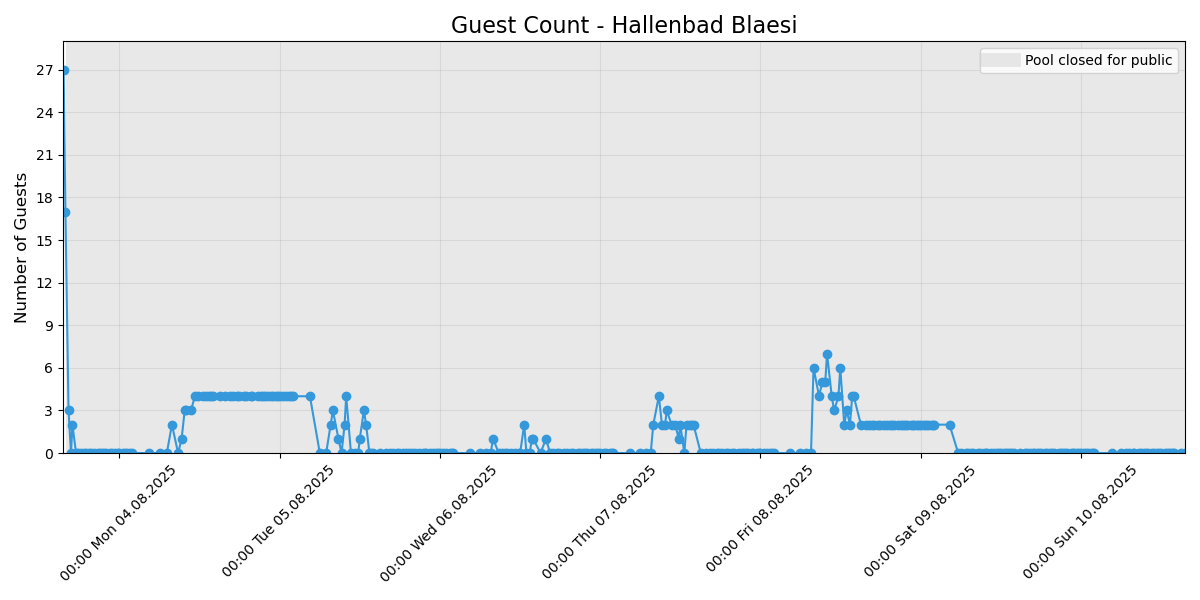 Guest Count - Hallenbad Blaesi
Pool closed for public
Number of Guests
27
24
21
18
15
12
9
6
3
0
00:00 Mon 04.08.2025
00:00 Tue 05.08.2025
00:00 Wed 06.08.2025
00:00 Thu 07.08.2025
00:00 Fri 08.08.2025
00:00 Sat 09.08.2025
00:00 Sun 10.08.2025